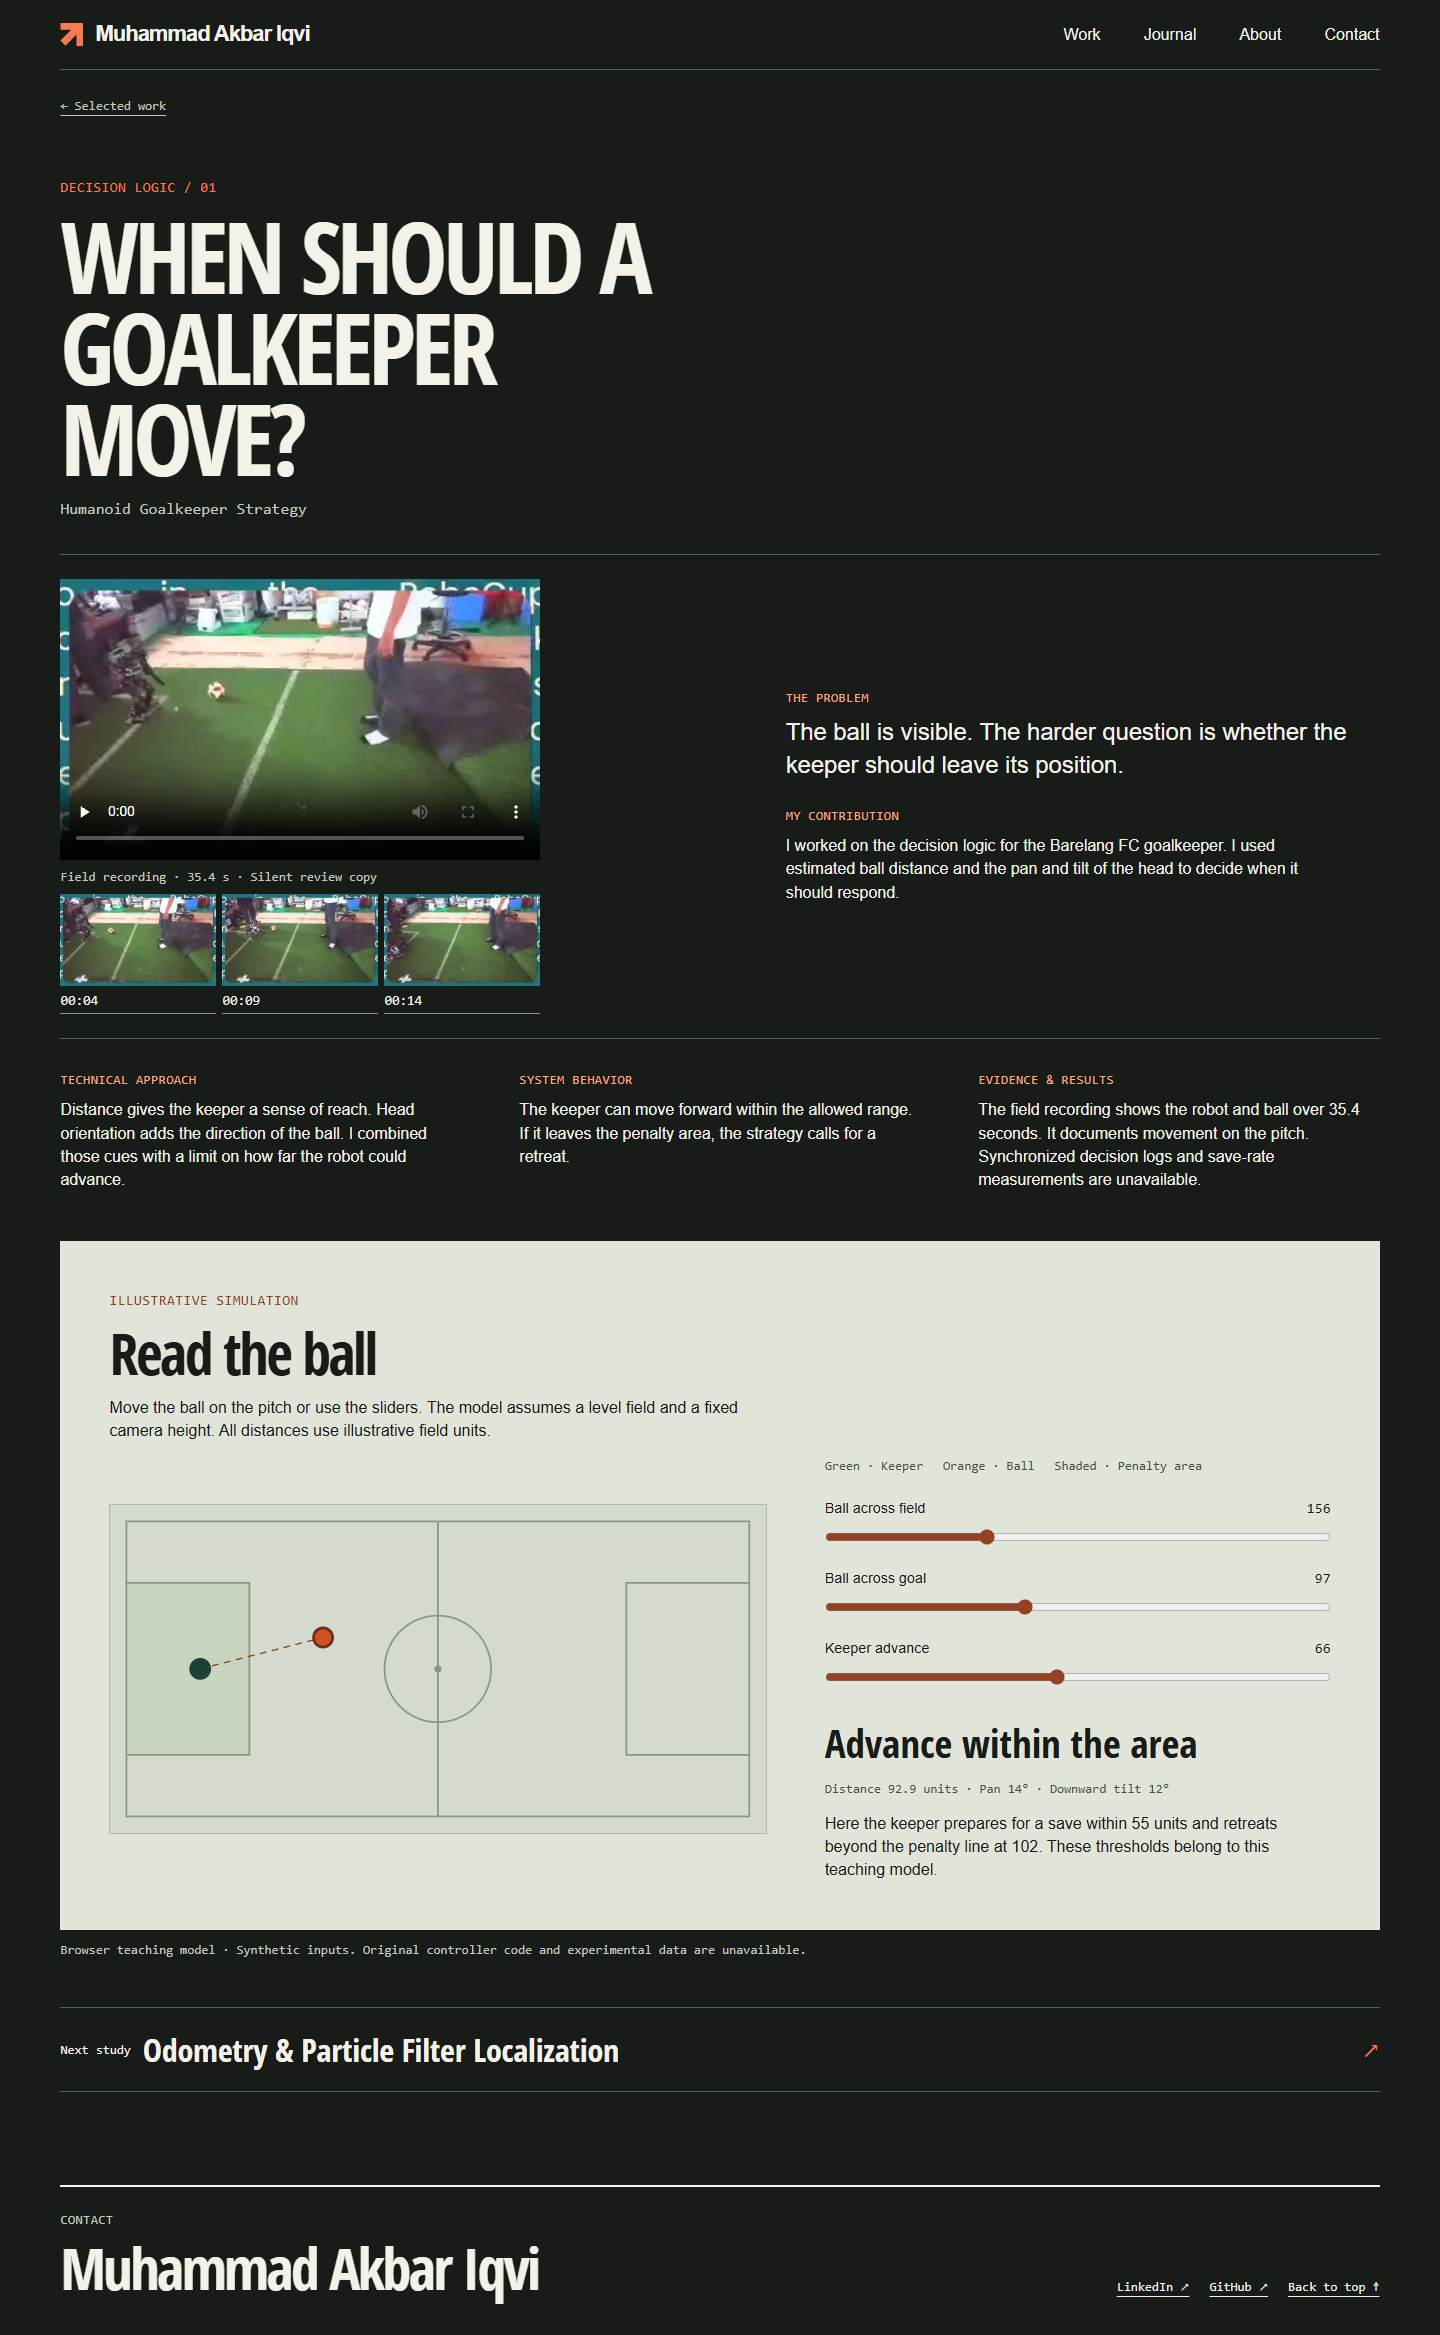 Muhammad Akbar Iqvi
Work
Journal
About
Contact
← Selected work
DECISION LOGIC / 01
WHEN SHOULD A
GOALKEEPER
MOVE?
Humanoid Goalkeeper Strategy
in the RoboCup
0:00
Field recording · 35.4 s · Silent review copy
00:04
00:09
00:14
THE PROBLEM
The ball is visible. The harder question is whether the
keeper should leave its position.
MY CONTRIBUTION
I worked on the decision logic for the Barelang FC goalkeeper. I used
estimated ball distance and the pan and tilt of the head to decide when it
should respond.
TECHNICAL APPROACH
Distance gives the keeper a sense of reach. Head
orientation adds the direction of the ball. I combined
those cues with a limit on how far the robot could
advance.
SYSTEM BEHAVIOR
The keeper can move forward within the allowed range.
If it leaves the penalty area, the strategy calls for a
retreat.
EVIDENCE & RESULTS
The field recording shows the robot and ball over 35.4
seconds. It documents movement on the pitch.
Synchronized decision logs and save-rate
measurements are unavailable.
ILLUSTRATIVE SIMULATION
Read the ball
Move the ball on the pitch or use the sliders. The model assumes a level field and a fixed
camera height. All distances use illustrative field units.
Green · Keeper Orange · Ball Shaded · Penalty area
Ball across field 156
Ball across goal 97
Keeper advance 66
Advance within the area
Distance 92.9 units · Pan 14° · Downward tilt 12°
Here the keeper prepares for a save within 55 units and retreats
beyond the penalty line at 102. These thresholds belong to this
teaching model.
Browser teaching model · Synthetic inputs. Original controller code and experimental data are unavailable.
Next study Odometry & Particle Filter Localization ↗
CONTACT
Muhammad Akbar Iqvi
LinkedIn ↗
GitHub ↗
Back to top ↑